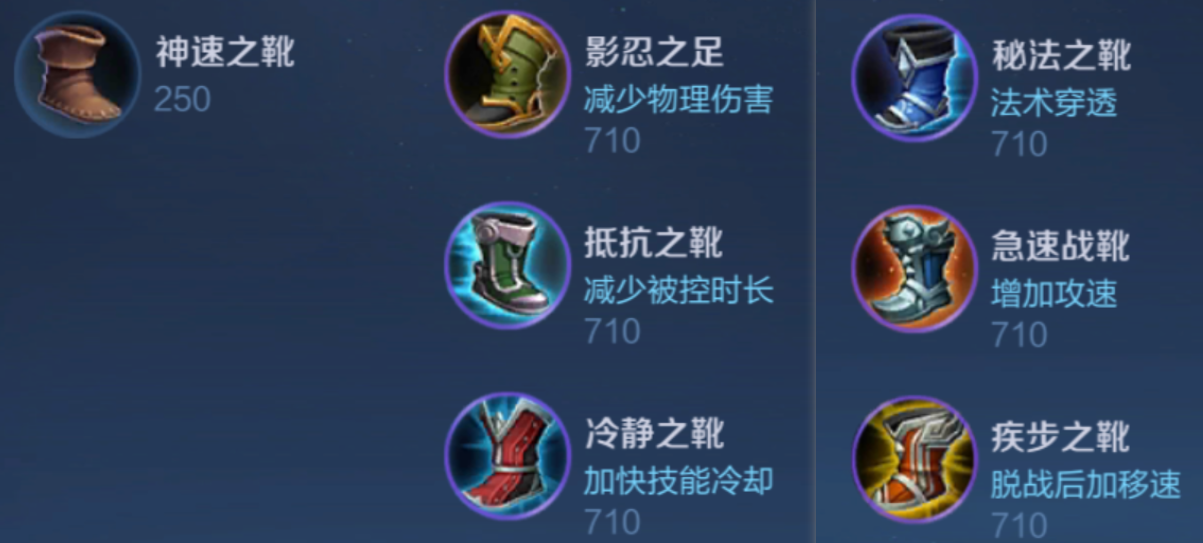 神速之靴
250
影忍之足
减少物理伤害
710
秘法之靴
法术穿透
710
抵抗之靴
减少被控时长
710
急速战靴
增加攻速
710
冷静之靴
加快技能冷却
710
疾步之靴
脱战后加移速
710